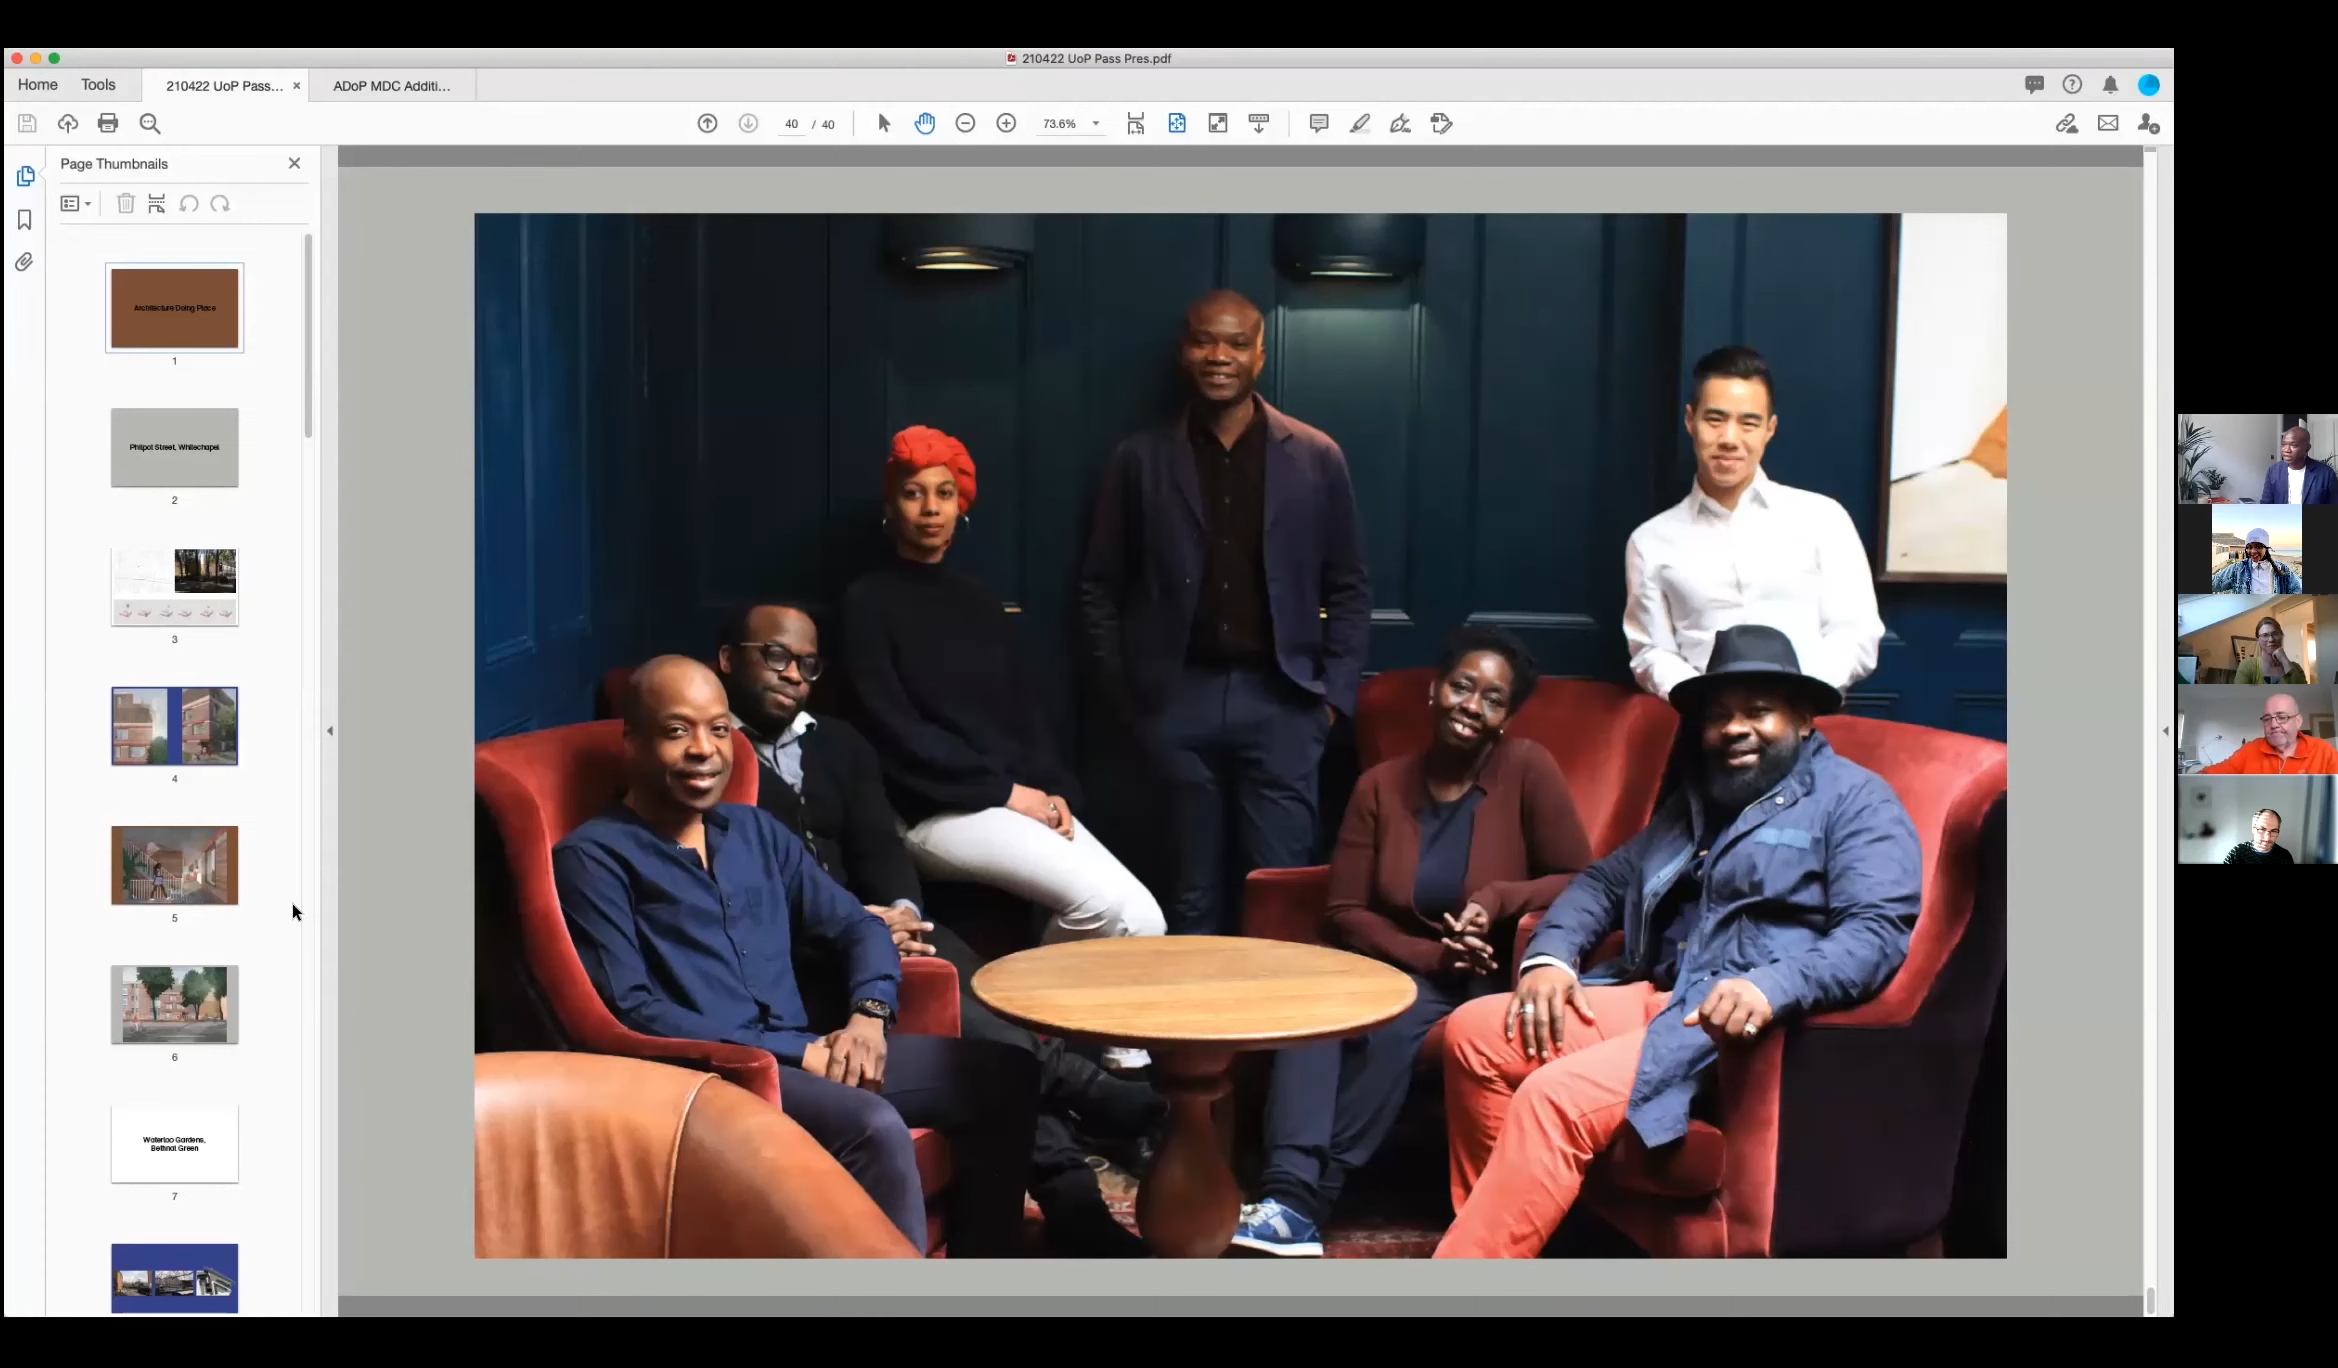 210422 UoP Pass Pres.pdf
Home
Tools
210422 UoP Pass...
ADoP MDC Additi...
40 / 40
73.6%
Page Thumbnails
Architecture Doing Place
1
Philpot Street, Whitechapel
2
3
4
5
6
Waterloo Gardens,
Bethnal Green
7